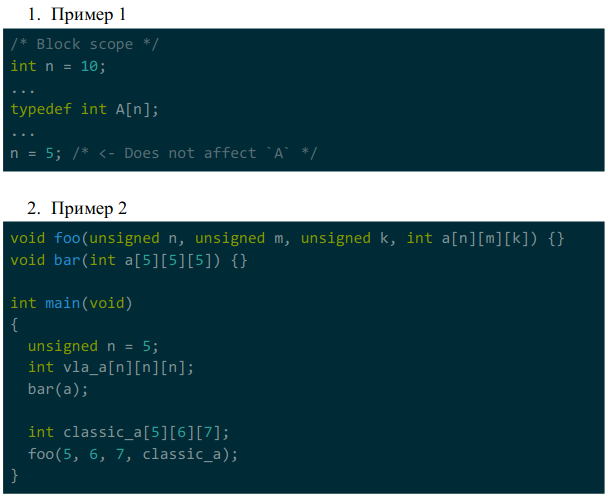 1. Пример 1
/* Block scope */
int n = 10;
...
typedef int A[n];
...
n = 5; /* <- Does not affect `A` */
2. Пример 2
void foo(unsigned n, unsigned m, unsigned k, int a[n][m][k]) {}
void bar(int a[5][5][5]) {}
int main(void)
{
unsigned n = 5;
int vla_a[n][n][n];
bar(a);
int classic_a[5][6][7];
foo(5, 6, 7, classic_a);
}